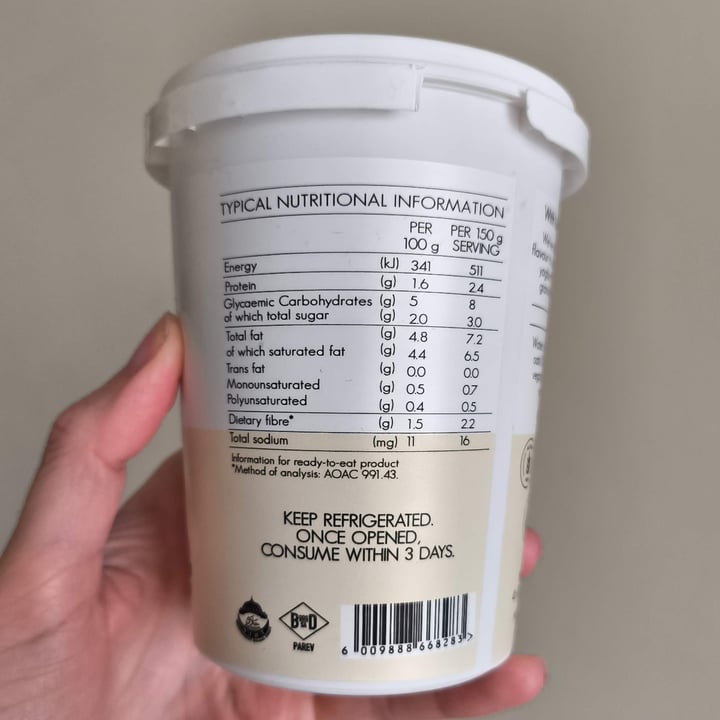 TYPICAL NUTRITIONAL INFORMATION
PER 100 g PER 150 g SERVING
Energy (kJ) 341 511
Protein (g) 1.6 2.4
Glycaemic Carbohydrates (g) 5 8
of which total sugar (g) 2.0 3.0
Total fat (g) 4.8 7.2
of which saturated fat (g) 4.4 6.5
Trans fat (g) 0.0 0.0
Monounsaturated (g) 0.5 0.7
Polyunsaturated (g) 0.4 0.5
Dietary fibre* (g) 1.5 2.2
Total sodium (mg) 11 16
Information for ready-to-eat product
*Method of analysis: AOAC 991.43.
KEEP REFRIGERATED.
ONCE OPENED,
CONSUME WITHIN 3 DAYS.
B D
PAREV
6 009888 668283 >